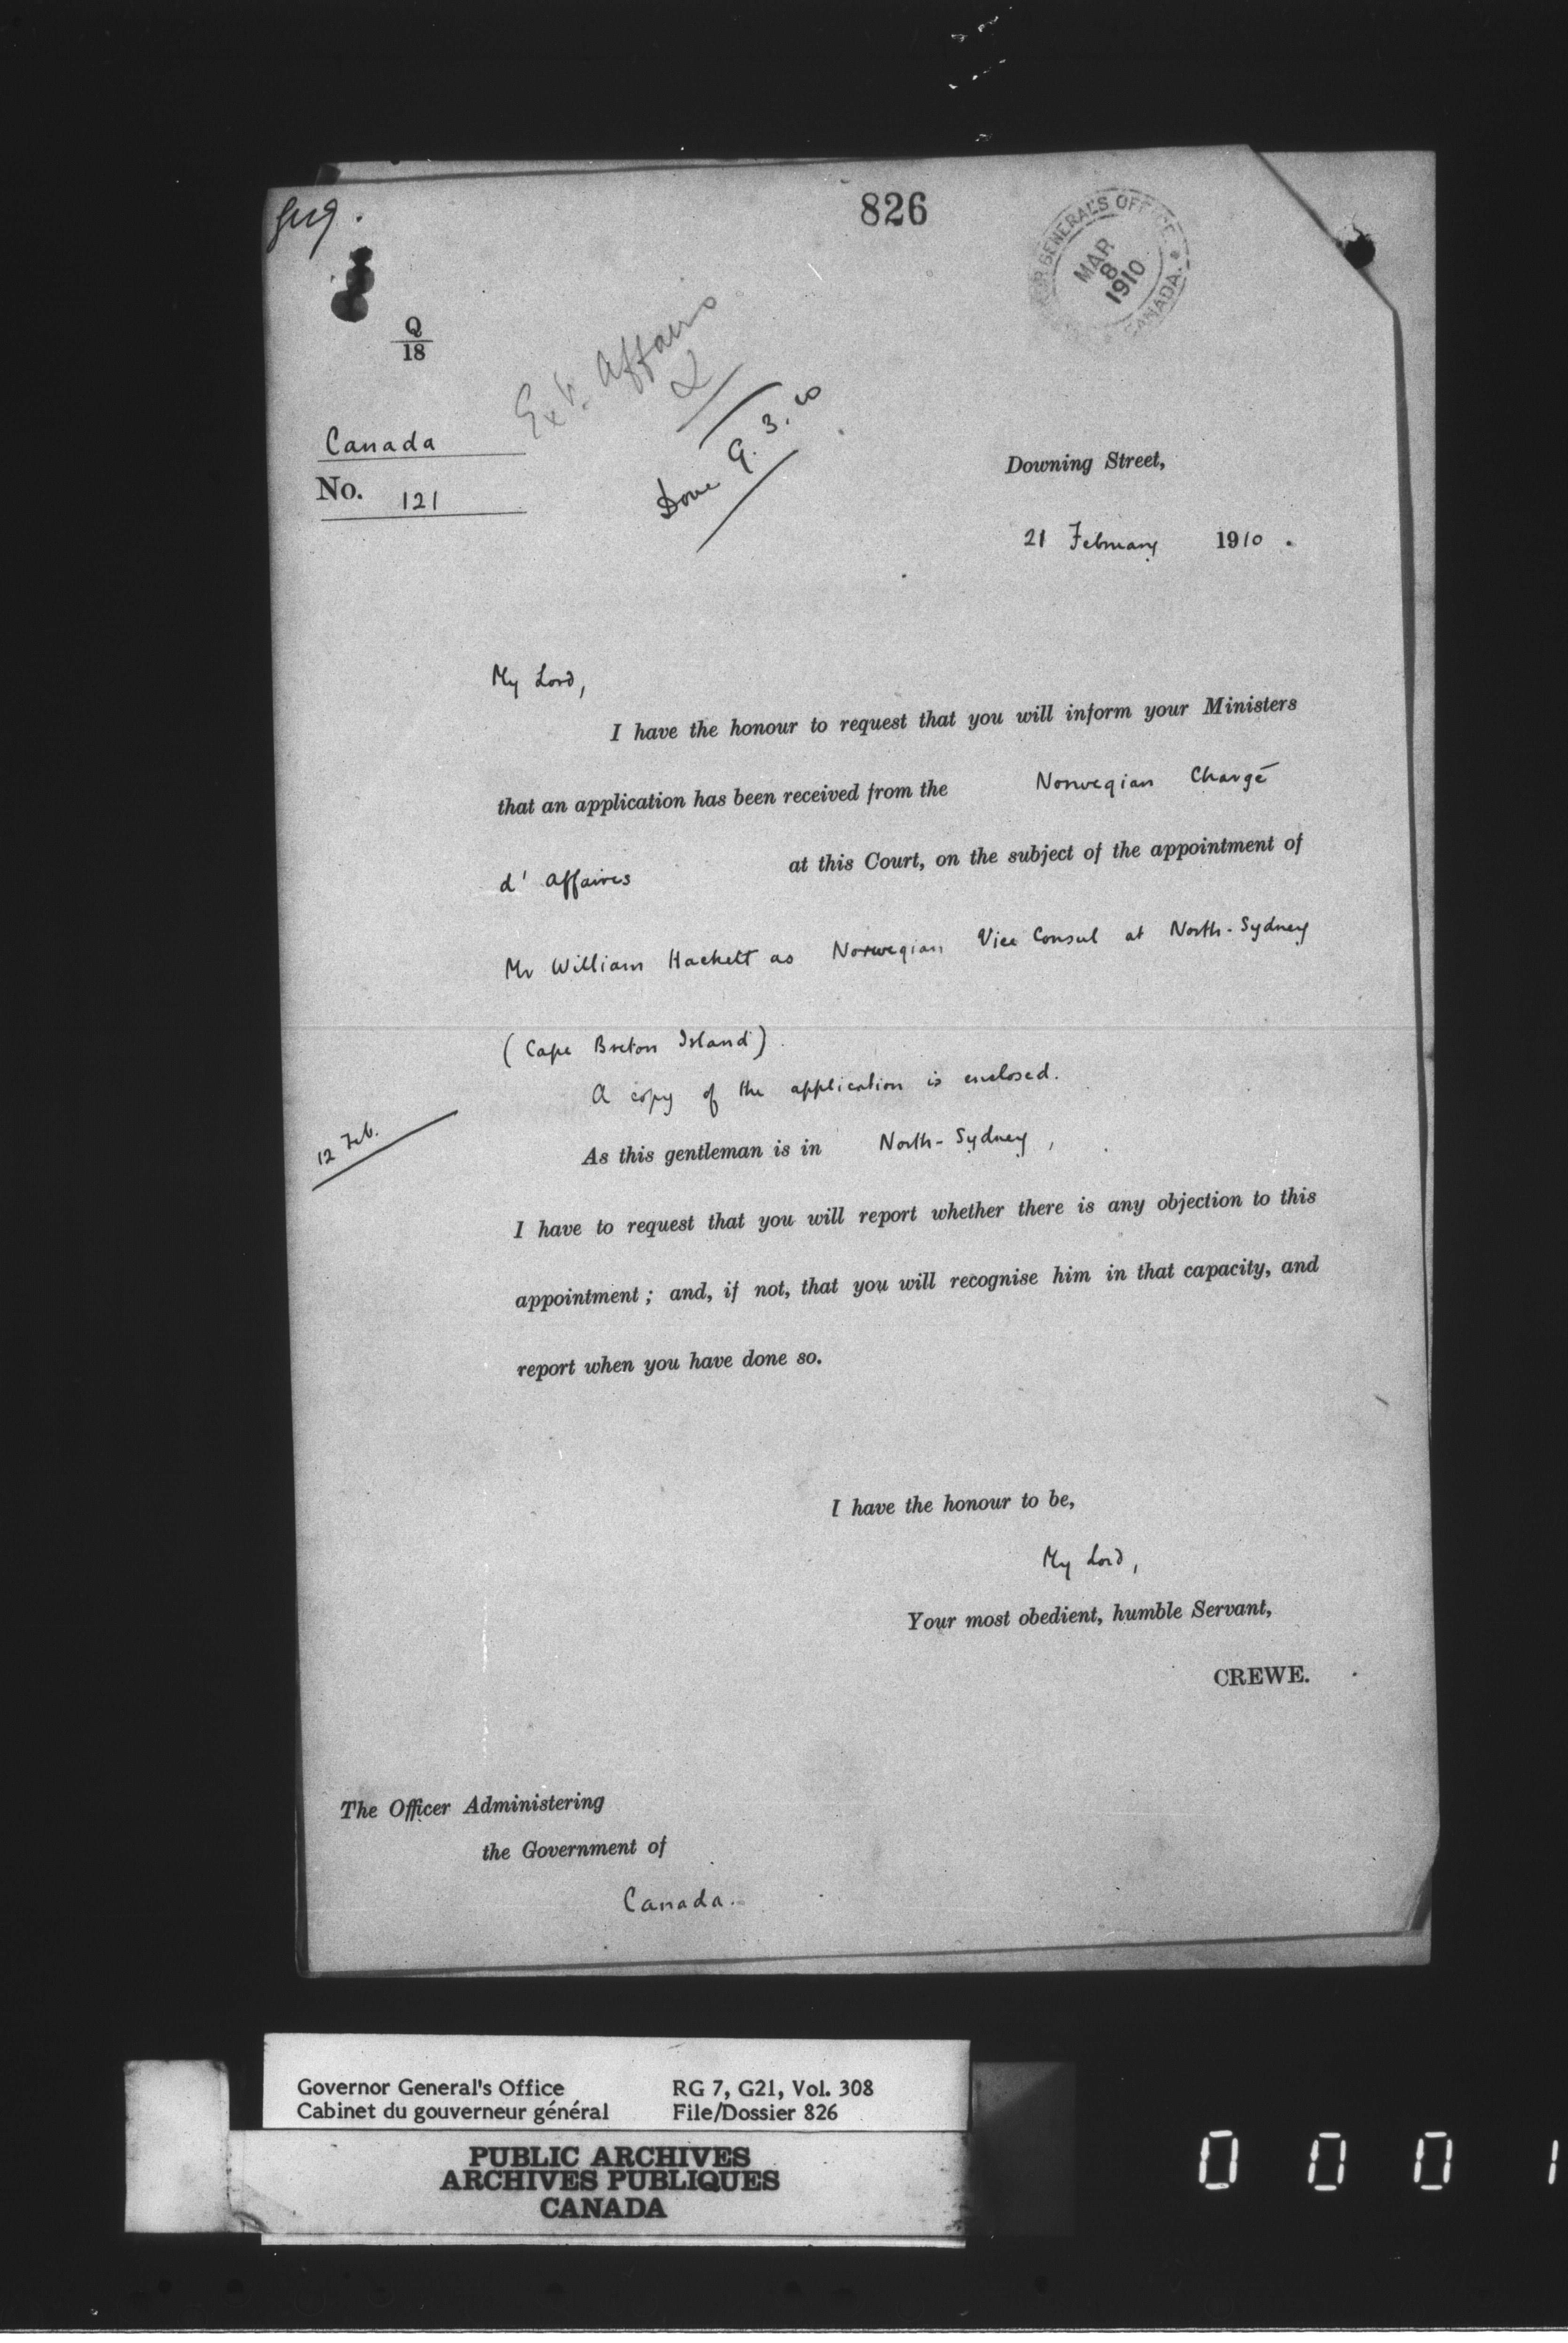 826
GENERAL'S OFFICE
MAR
8
1910
CANADA.
Q
18
Ext. Affairs
Done 9.3.10
Canada
No. 121
Downing Street,
21 February 1910.
My Lord,
I have the honour to request that you will inform your Ministers
that an application has been received from the Norwegian Chargé
d'Affaires at this Court, on the subject of the appointment of
Mr William Hackett as Norwegian Vice Consul at North-Sydney
(Cape Breton Island).
A copy of the application is enclosed.
12 Feb.
As this gentleman is in North-Sydney,
I have to request that you will report whether there is any objection to this
appointment; and, if not, that you will recognise him in that capacity, and
report when you have done so.
I have the honour to be,
My Lord,
Your most obedient, humble Servant,
CREWE.
The Officer Administering
the Government of
Canada.
Governor General's Office RG 7, G21, Vol. 308
Cabinet du gouverneur général File/Dossier 826
PUBLIC ARCHIVES
ARCHIVES PUBLIQUES
CANADA
0 0 0 1